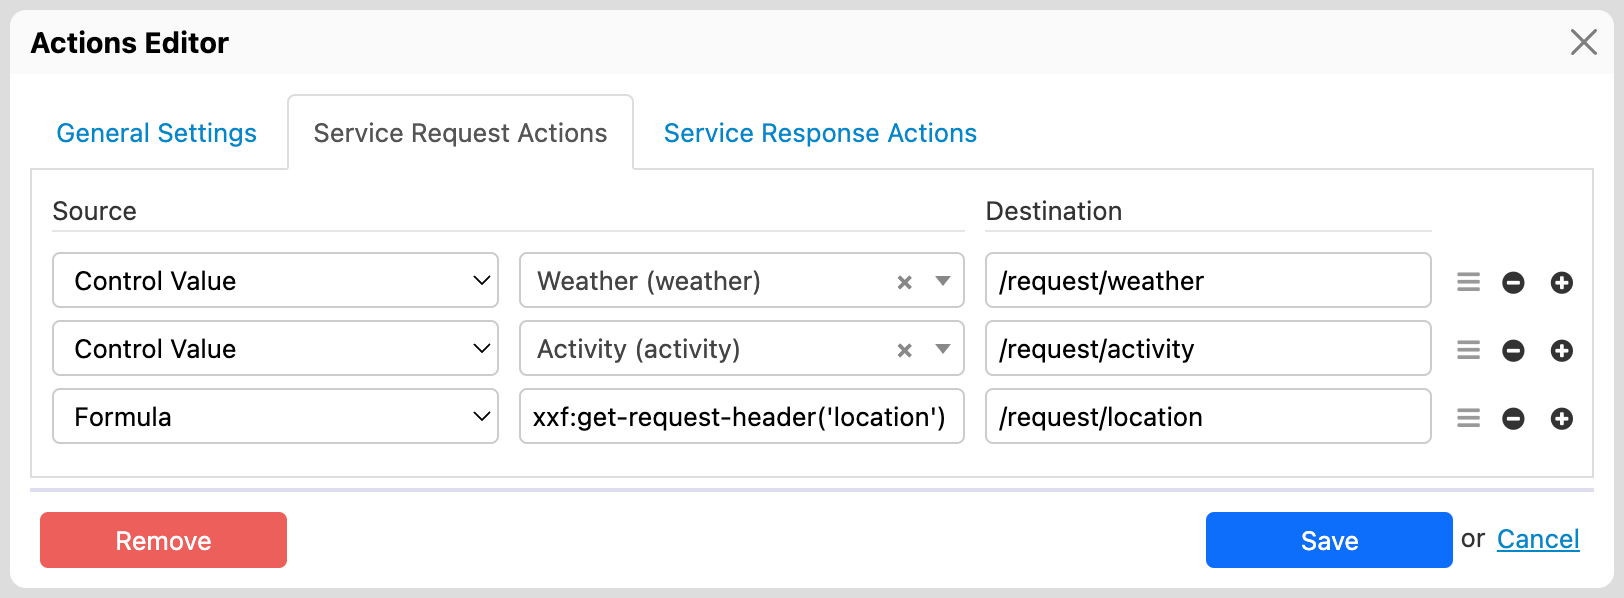 Actions Editor
General Settings Service Request Actions Service Response Actions
Source Destination
Control Value Weather (weather) /request/weather
Control Value Activity (activity) /request/activity
Formula xxf:get-request-header('location') /request/location
Remove Save or Cancel